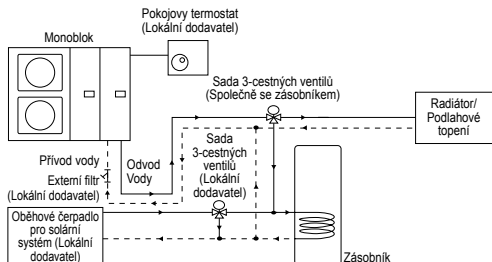 Pokojovy termostat
(Lokální dodavatel)
Monoblok
Sada 3-cestných ventilů
(Společně se zásobníkem)
Radiátor/
Podlahové
topení
Přívod vody
Externí filtr
(Lokální dodavatel)
Odvod
Vody
Sada
3-cestných
ventilů
(Lokální
dodavatel)
Oběhové čerpadlo
pro solární
systém (Lokální
dodavatel)
Zásobník